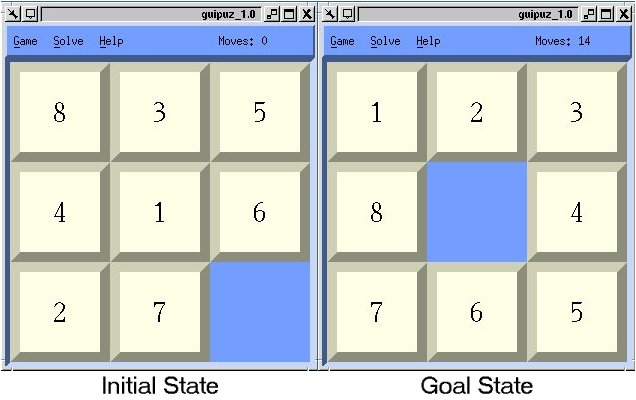 guipuz_1.0
Game Solve Help Moves: 0
8 3 5
4 1 6
2 7
Initial State
guipuz_1.0
Game Solve Help Moves: 14
1 2 3
8 4
7 6 5
Goal State